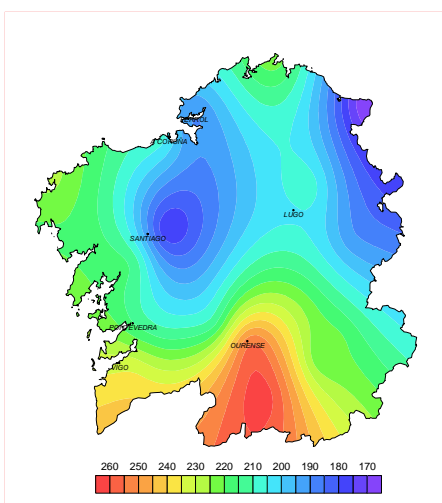 FERROL
CORUÑA
LUGO
SANTIAGO
PONTEVEDRA
OURENSE
VIGO
260 250 240 230 220 210 200 190 180 170